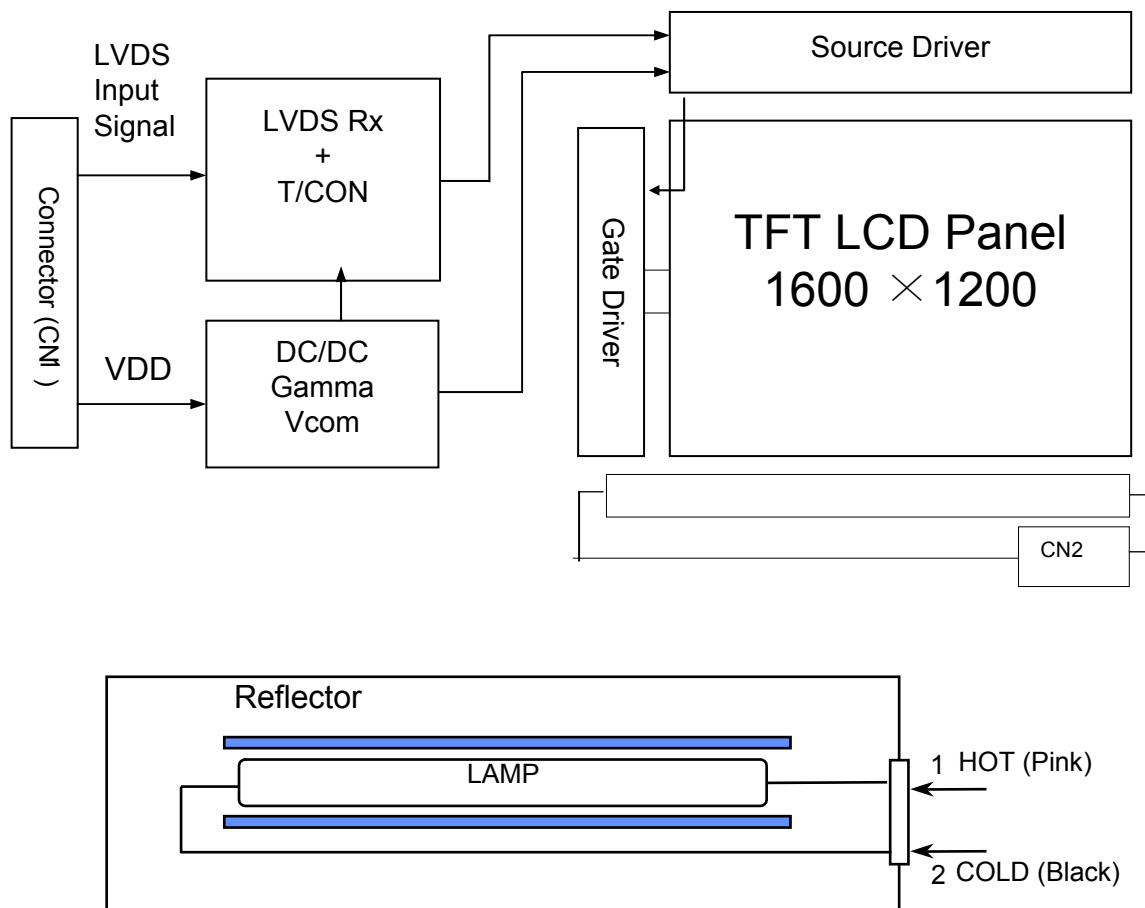 LVDS
Input
Signal
Connector (CN1 )
VDD
LVDS Rx
+
T/CON
DC/DC
Gamma
Vcom
Source Driver
Gate Driver
TFT LCD Panel
1600 × 1200
CN2
Reflector
LAMP
1 HOT (Pink)
2 COLD (Black)